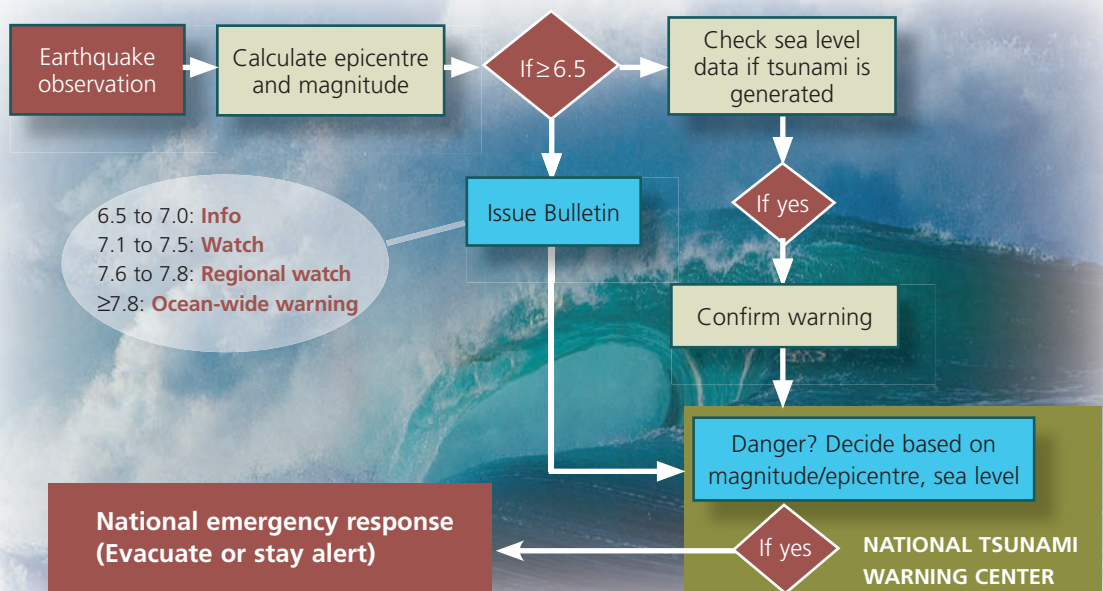 Earthquake
observation
Calculate epicentre
and magnitude
If ≥ 6.5
Check sea level
data if tsunami is
generated
6.5 to 7.0: Info
7.1 to 7.5: Watch
7.6 to 7.8: Regional watch
≥7.8: Ocean-wide warning
Issue Bulletin
If yes
Confirm warning
Danger? Decide based on
magnitude/epicentre, sea level
National emergency response
(Evacuate or stay alert)
If yes
NATIONAL TSUNAMI
WARNING CENTER